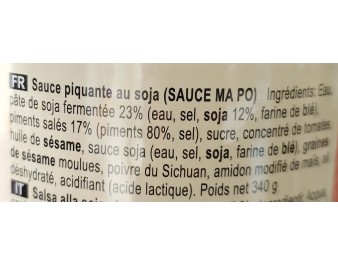 FR Sauce piquante au soja (SAUCE MA PO) Ingrédients: Eau,
pâte de soja fermentée 23% (eau, sel, soja 12%, farine de blé),
piments salés 17% (piments 80%, sel), sucre, concentré de tomates,
huile de sésame, sauce soja (eau, sel, soja, farine de blé), graines
de sésame moulues, poivre du Sichuan, amidon modifié de maïs, ail
déshydraté, acidifiant (acide lactique). Poids net 340 g
IT Salsa alla Ingredienti: Acqua,